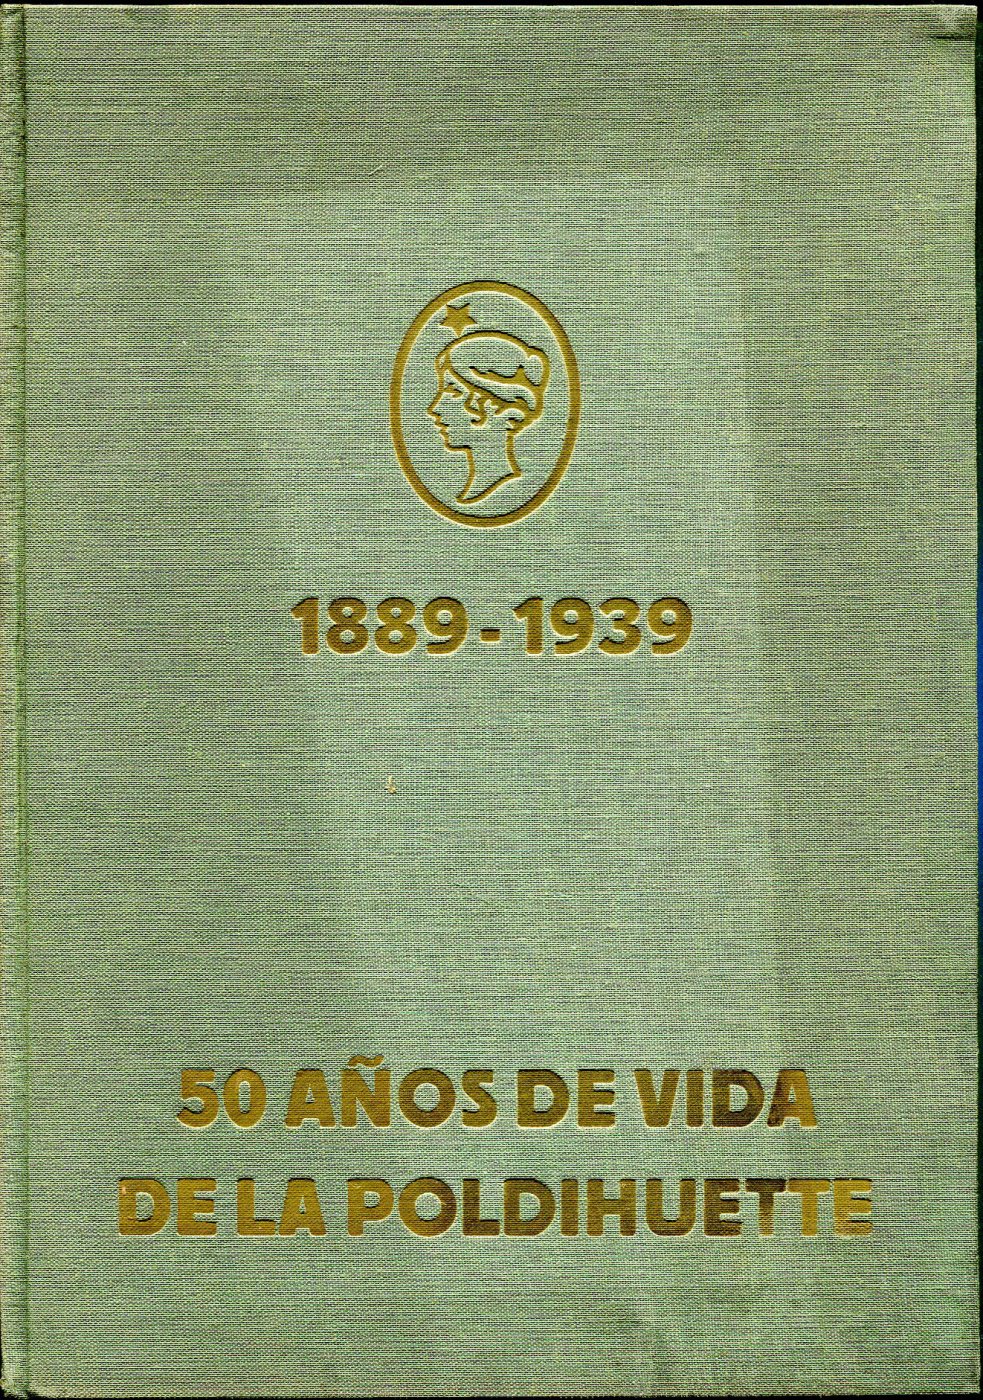 1889-1939
50 AÑOS DE VIDA
DE LA POLDIHUETTE